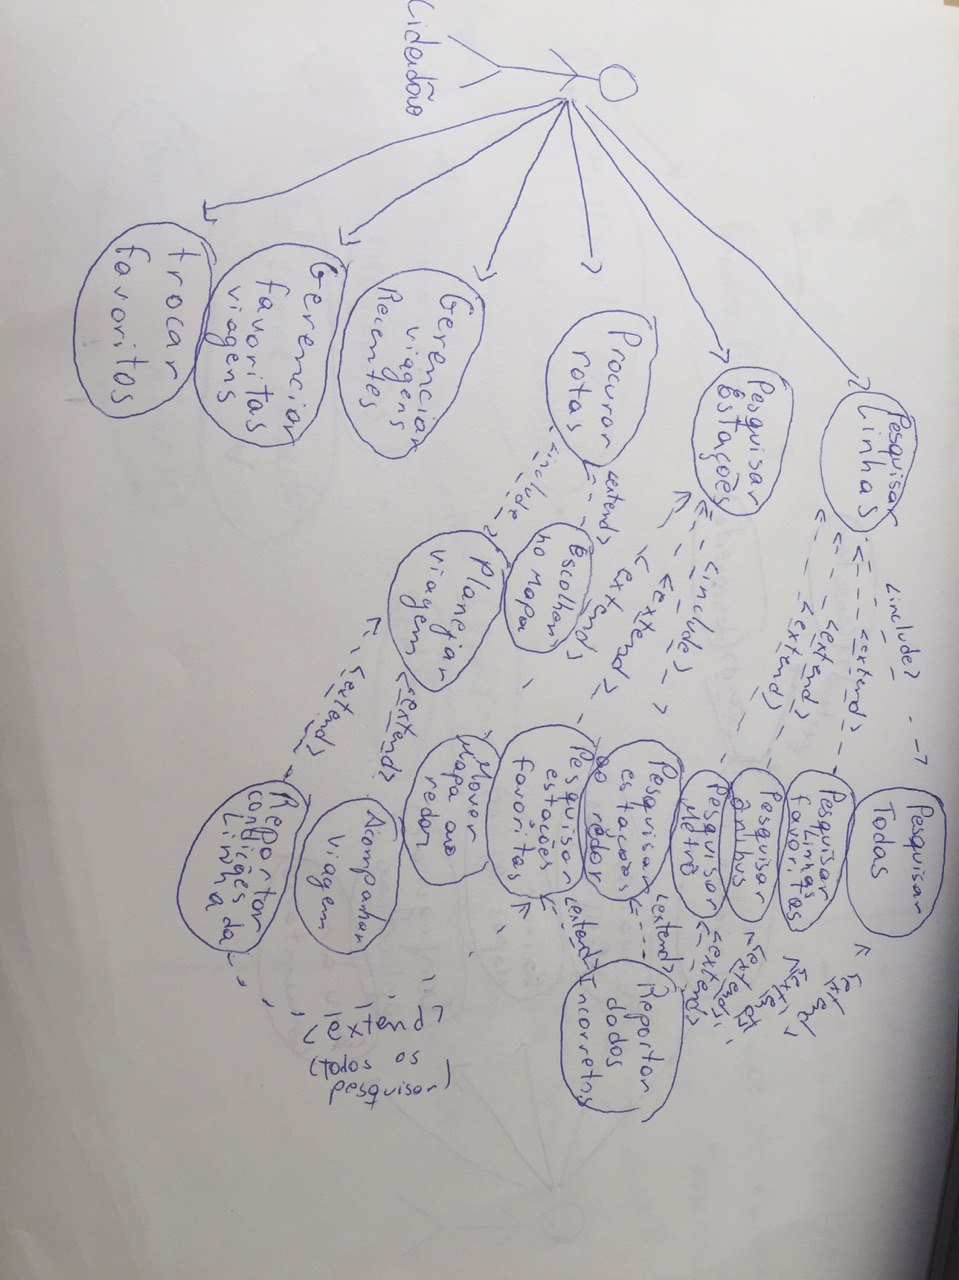 Pesquisar
Linhas
<include>
Pesquisar
Todas
<extend>
Pesquisar
Linhas
favoritas
<extend>
Pesquisar
ônibus
<extend>
Pesquisar
Metrô
<extend>
<extend>
<extend>
<extend>
Pesquisar
Estações
<include>
Pesquisar
estações
ao redor
<extend>
Reportar
dados
Incorretos
<extend>
Pesquisar
estações
favoritas
<extend>
<extend>
Mover
Mapa ao
redor
Procurar
rotas
<extend>
Escolher
no Mapa
<include>
Planejar
viagem
<extend>
Acompanhar
viagem
<extend>
Reportar
condições da
Linha
<extend>
(todos os
pesquisar)
Cidadão
Gerenciar
viagens
Recentes
Gerenciar
favoritas
viagens
trocar
favoritos